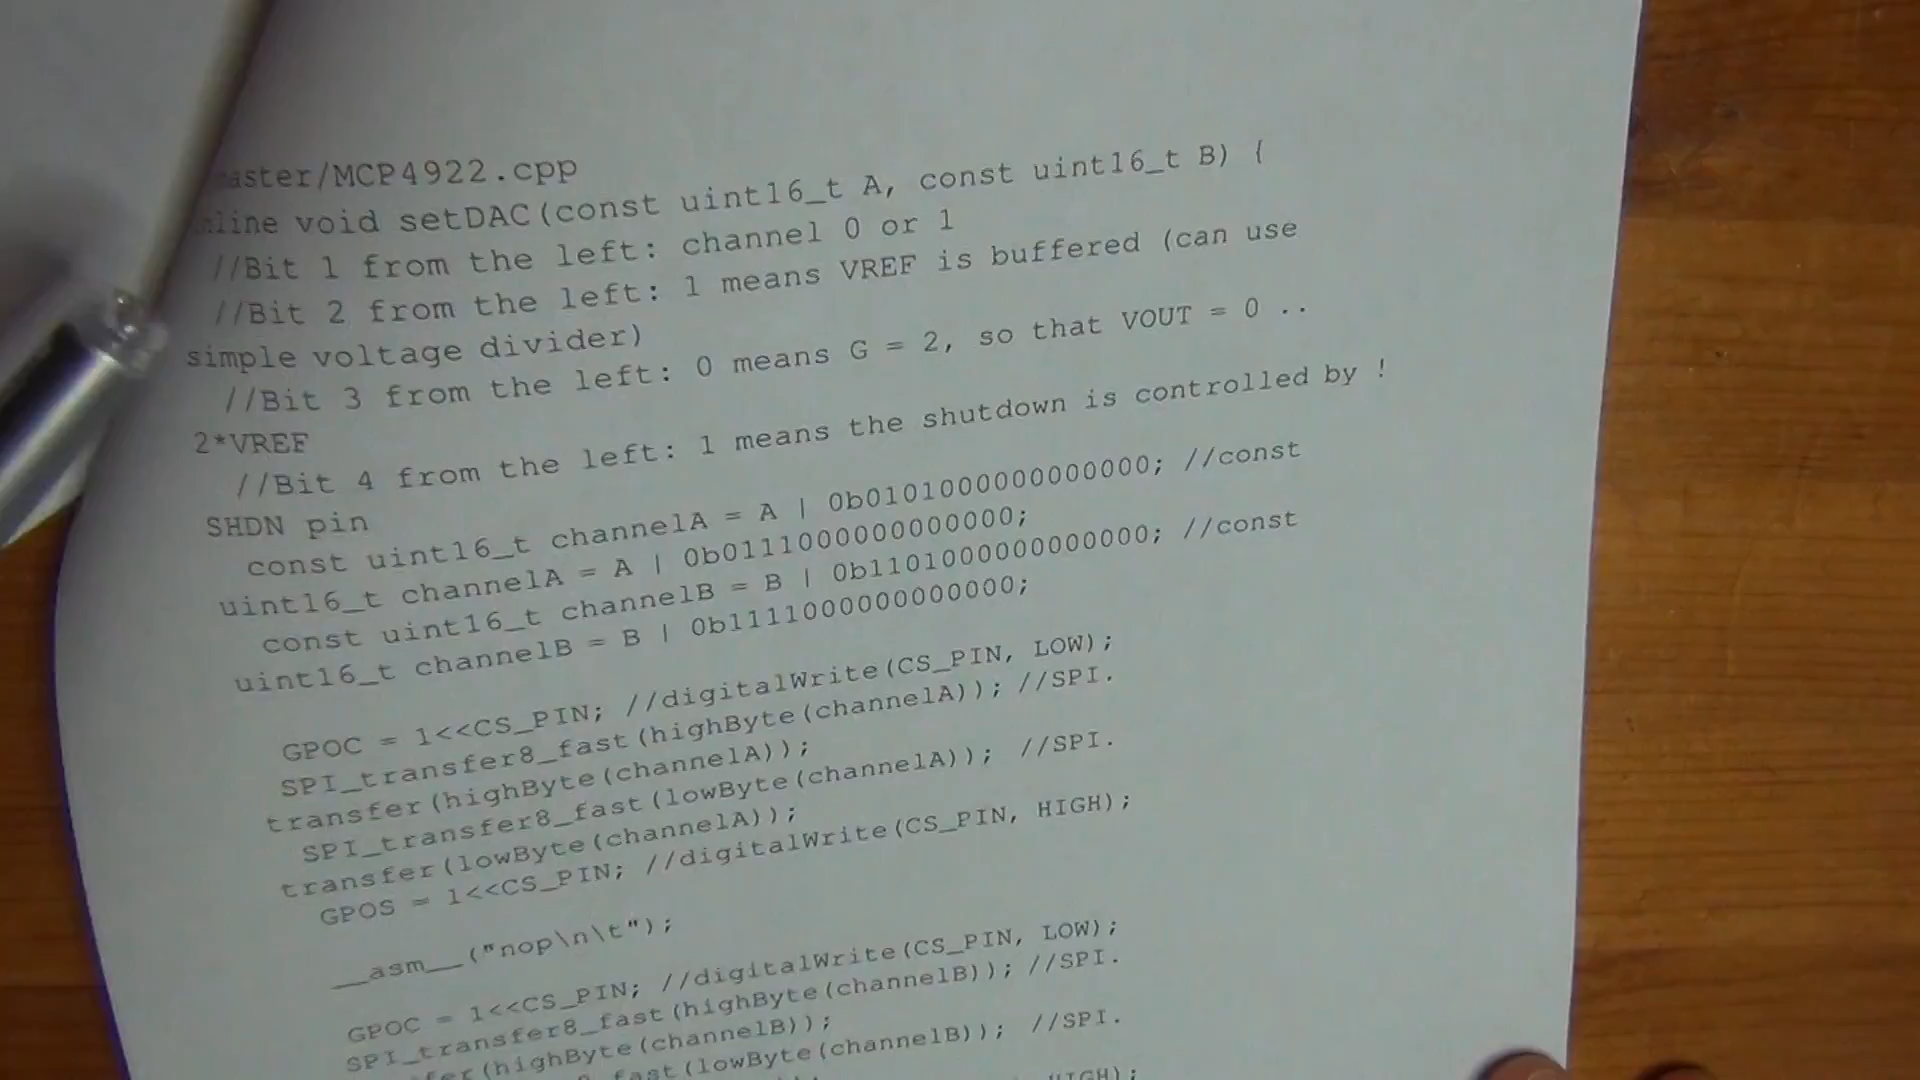 aster/MCP4922.cpp
line void setDAC(const uint16_t A, const uint16_t B) {
//Bit 1 from the left: channel 0 or 1
//Bit 2 from the left: 1 means VREF is buffered (can use
simple voltage divider)
//Bit 3 from the left: 0 means G = 2, so that VOUT = 0 ..
2*VREF
//Bit 4 from the left: 1 means the shutdown is controlled by !
SHDN pin
const uint16_t channelA = A | 0b0101000000000000; //const
uint16_t channelA = A | 0b0111000000000000;
const uint16_t channelB = B | 0b1101000000000000; //const
uint16_t channelB = B | 0b1111000000000000;
GPOC = 1<<CS_PIN; //digitalWrite(CS_PIN, LOW);
SPI_transfer8_fast(highByte(channelA)); //SPI.
transfer(highByte(channelA));
SPI_transfer8_fast(lowByte(channelA)); //SPI.
transfer(lowByte(channelA));
GPOS = 1<<CS_PIN; //digitalWrite(CS_PIN, HIGH);
__asm__("nop\n\t");
GPOC = 1<<CS_PIN; //digitalWrite(CS_PIN, LOW);
SPI_transfer8_fast(highByte(channelB)); //SPI.
fer(highByte(channelB));
fast(lowByte(channelB)); //SPI.
HIGH);